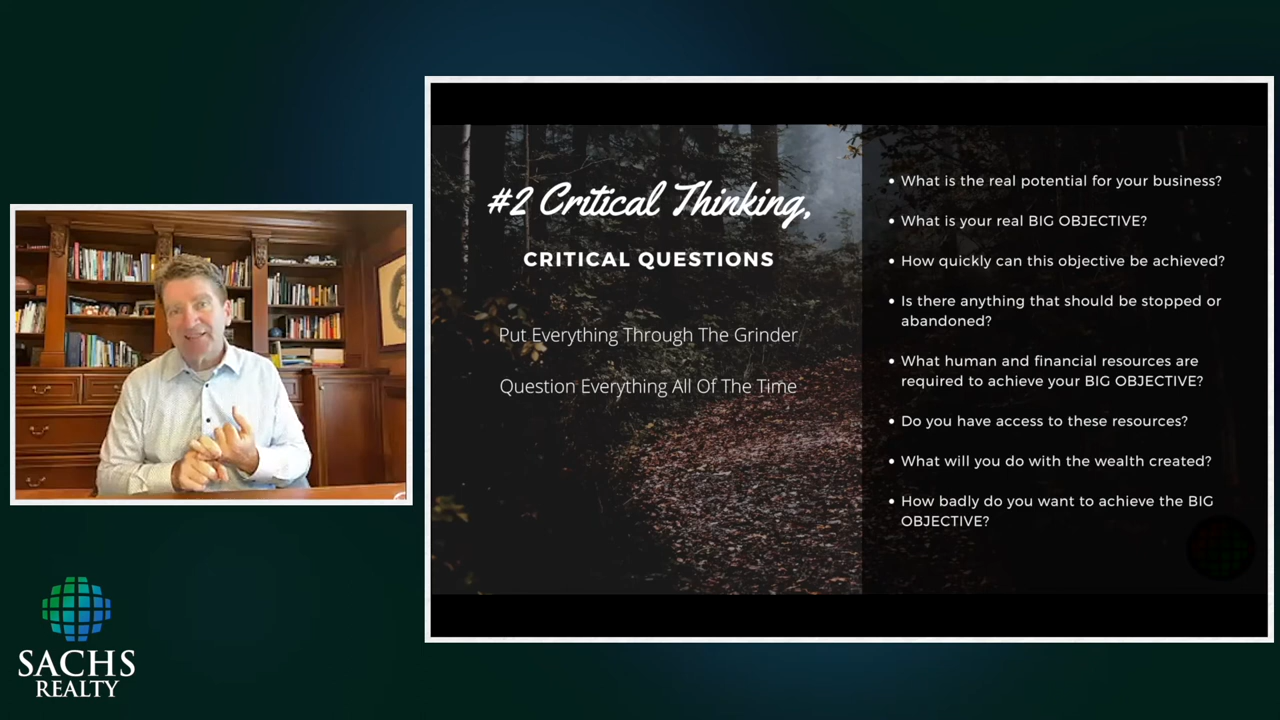 #2 Critical Thinking,
CRITICAL QUESTIONS
Put Everything Through The Grinder
Question Everything All Of The Time
• What is the real potential for your business?
• What is your real BIG OBJECTIVE?
• How quickly can this objective be achieved?
• Is there anything that should be stopped or
abandoned?
• What human and financial resources are
required to achieve your BIG OBJECTIVE?
• Do you have access to these resources?
• What will you do with the wealth created?
• How badly do you want to achieve the BIG
OBJECTIVE?
SACHS
REALTY